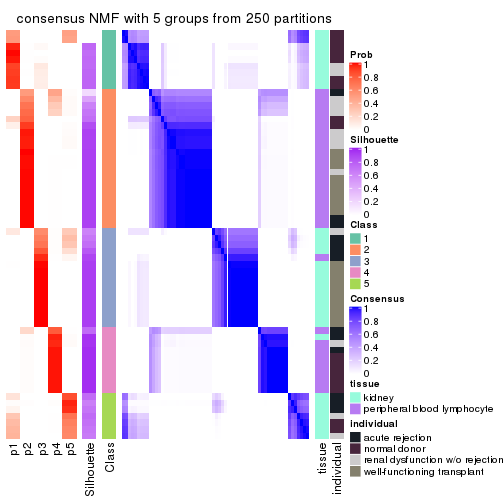 consensus NMF with 5 groups from 250 partitions
Prob
1
0.8
0.6
0.4
0.2
0
Silhouette
1
0.8
0.6
0.4
0.2
0
Class
1
2
3
4
5
Consensus
1
0.8
0.6
0.4
0.2
0
tissue
kidney
peripheral blood lymphocyte
individual
acute rejection
normal donor
renal dysfunction w/o rejection
well-functioning transplant
p1
p2
p3
p4
p5
Silhouette
Class
tissue
individual